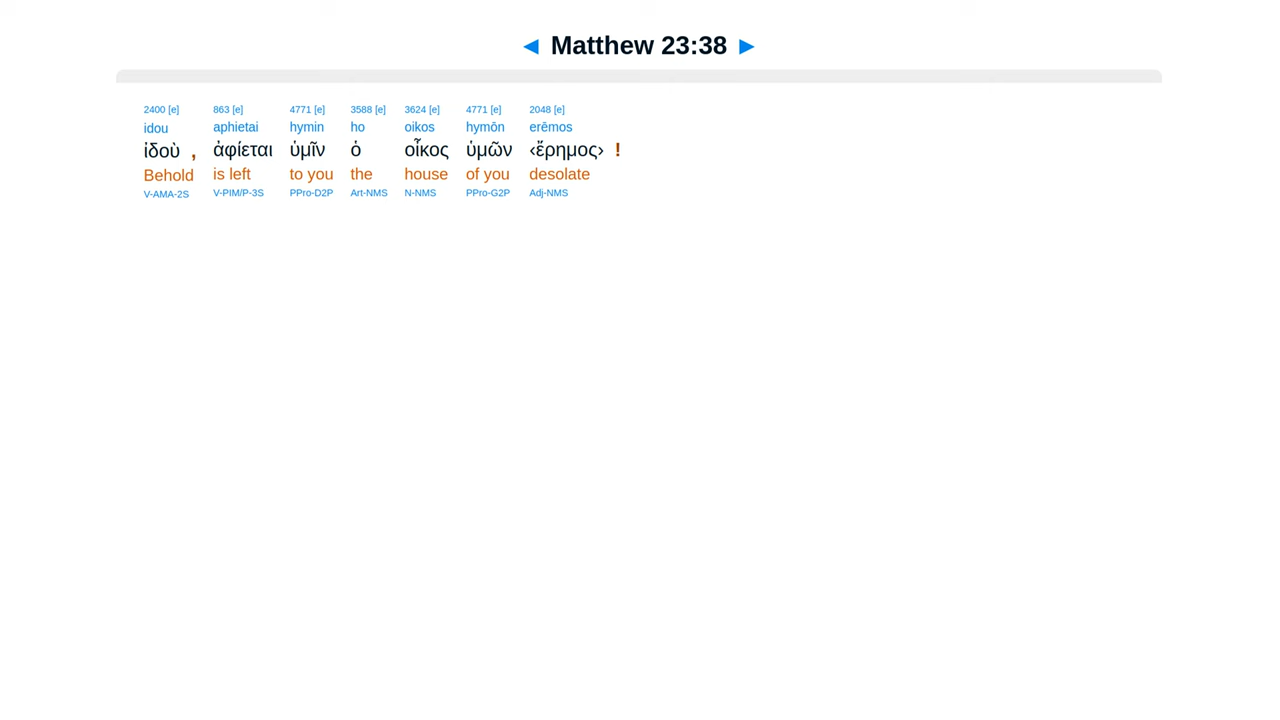 ◄ Matthew 23:38 ►
2400 [e] 863 [e] 4771 [e] 3588 [e] 3624 [e] 4771 [e] 2048 [e]
idou aphietai hymin ho oikos hymōn erēmos
ἰδοὺ , ἀφίεται ὑμῖν ὁ οἶκος ὑμῶν ‹ἔρημος› !
Behold is left to you the house of you desolate
V-AMA-2S V-PIM/P-3S PPro-D2P Art-NMS N-NMS PPro-G2P Adj-NMS